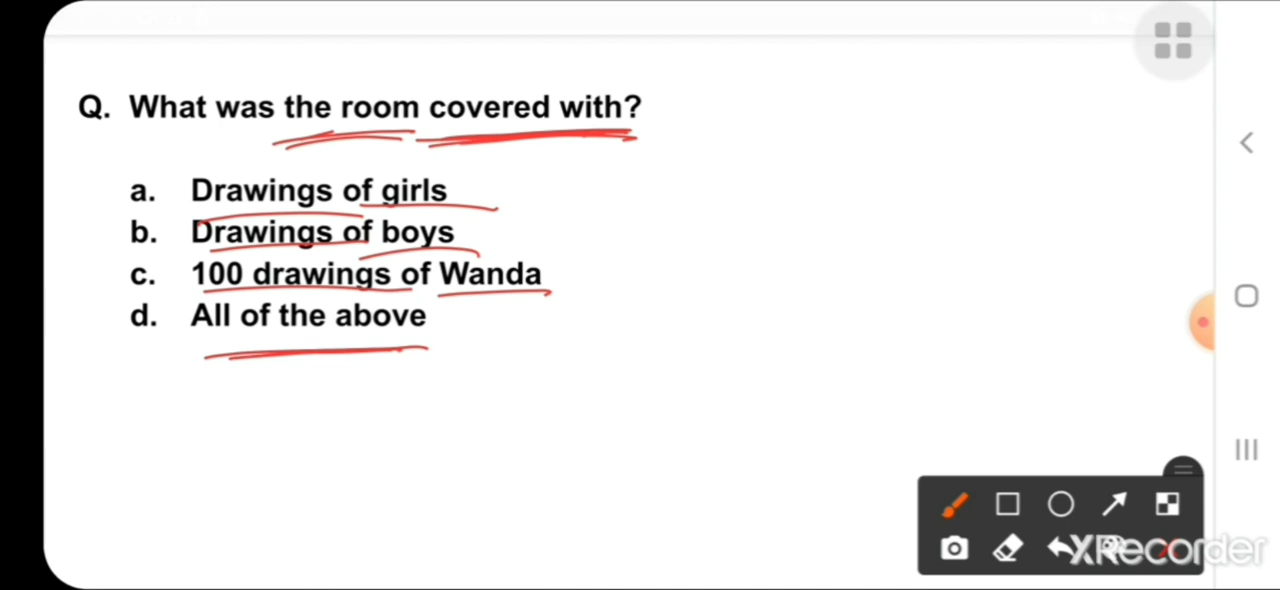 Q. What was the room covered with?
a. Drawings of girls
b. Drawings of boys
c. 100 drawings of Wanda
d. All of the above
XRecorder